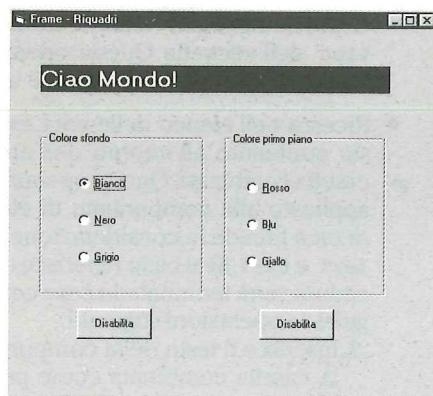 Frame - Riquadri
Ciao Mondo!
Colore sfondo
Bianco
Nero
Grigio
Colore primo piano
Rosso
Blu
Giallo
Disabilita
Disabilita